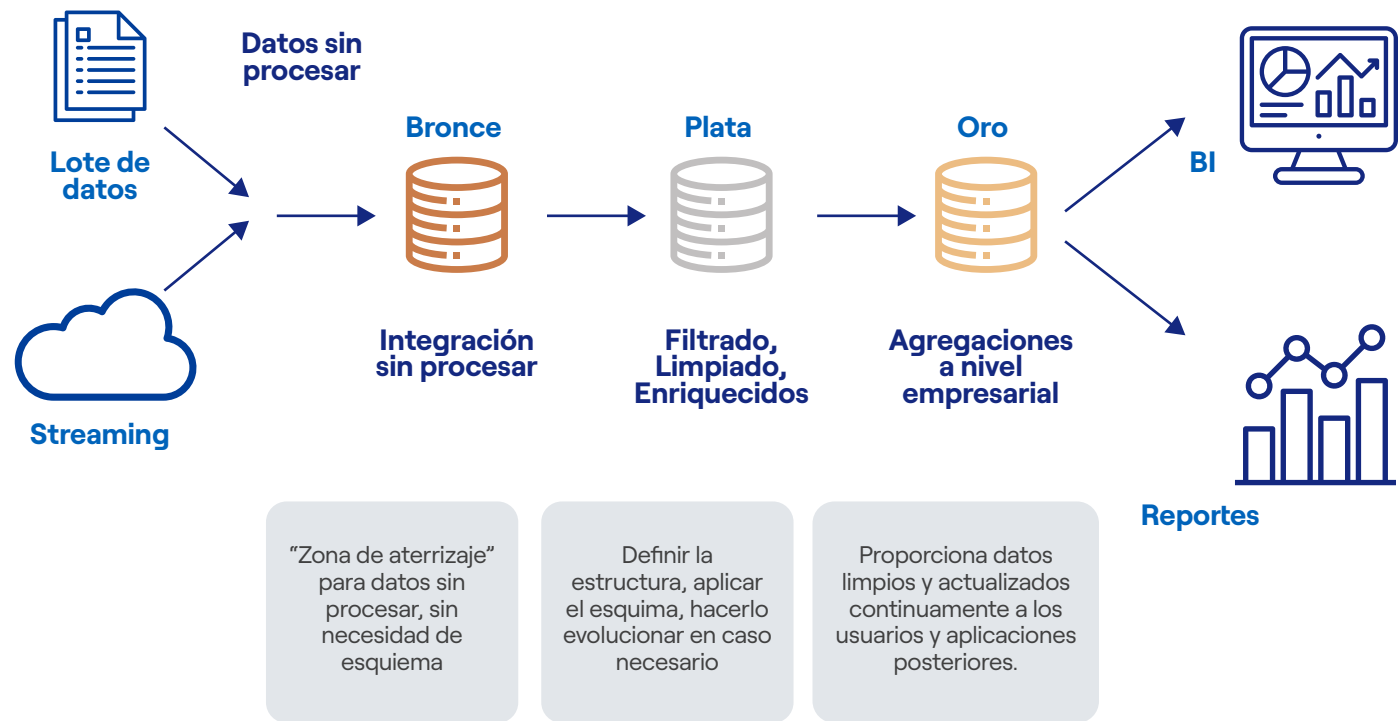 Datos sin
procesar
Lote de
datos
Streaming
Bronce
Plata
Oro
BI
Integración
sin procesar
Filtrado,
Limpiado,
Enriquecidos
Agregaciones
a nivel
empresarial
Reportes
“Zona de aterrizaje”
para datos sin
procesar, sin
necesidad de
esquiema
Definir la
estructura, aplicar
el esquima, hacerlo
evolucionar en caso
necesario
Proporciona datos
limpios y actualizados
continuamente a los
usuarios y aplicaciones
posteriores.